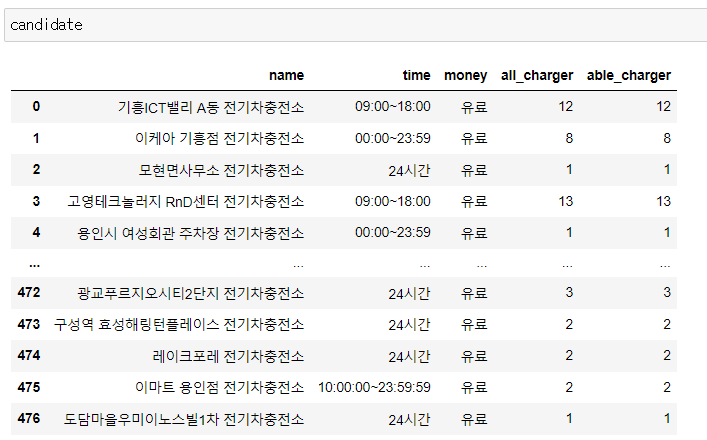 candidate
name time money all_charger able_charger
0 기흥ICT밸리 A동 전기차충전소 09:00~18:00 유료 12 12
1 이케아 기흥점 전기차충전소 00:00~23:59 유료 8 8
2 모현면사무소 전기차충전소 24시간 유료 1 1
3 고영테크놀러지 RnD센터 전기차충전소 09:00~18:00 유료 13 13
4 용인시 여성회관 주차장 전기차충전소 00:00~23:59 유료 1 1
... ... ... ... ... ...
472 광교푸르지오시티2단지 전기차충전소 24시간 유료 3 3
473 구성역 효성해링턴플레이스 전기차충전소 24시간 유료 2 2
474 레이크포레 전기차충전소 24시간 유료 2 2
475 이마트 용인점 전기차충전소 10:00:00~23:59:59 유료 2 2
476 도담마을우미이노스빌1차 전기차충전소 24시간 유료 1 1